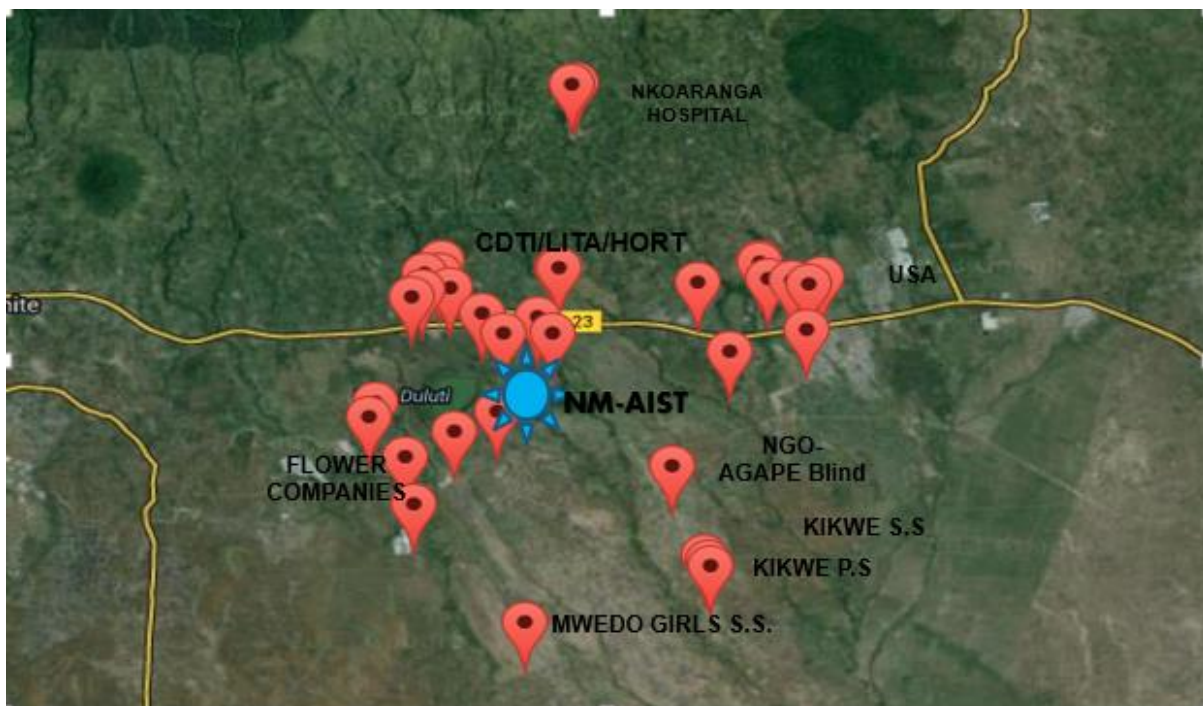 NKOARANGA
HOSPITAL
CDTI/LITA/HORT
USA
nite
23
Duluti
NM-AIST
FLOWER
COMPANIES
NGO-
AGAPE Blind
KIKWE S.S
KIKWE P.S
MWEDO GIRLS S.S.